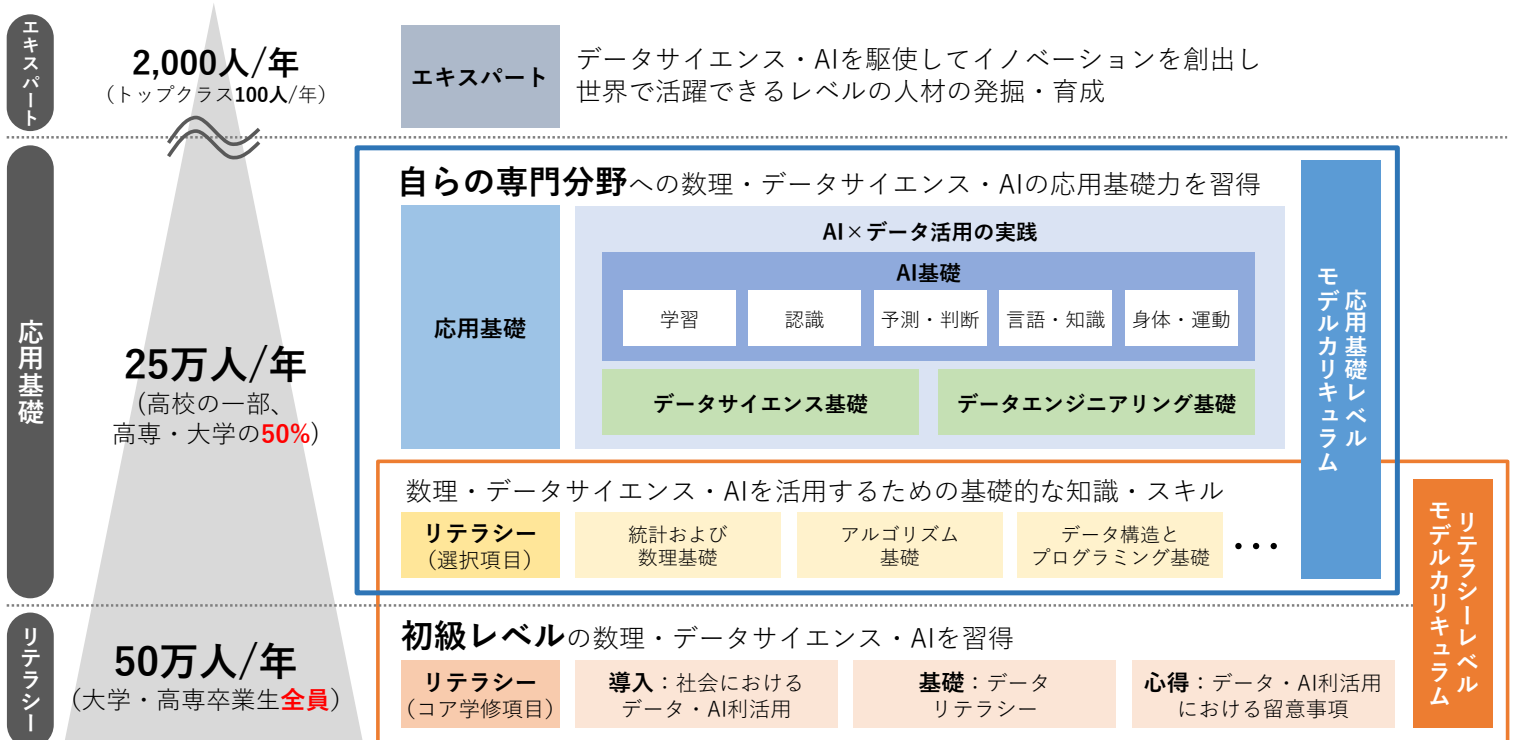 エキスパート
2,000人/年
(トップクラス100人/年)
エキスパート
データサイエンス・AIを駆使してイノベーションを創出し
世界で活躍できるレベルの人材の発掘・育成
応用基礎
25万人/年
(高校の一部、
高専・大学の50%)
自らの専門分野への数理・データサイエンス・AIの応用基礎力を習得
応用基礎
AI×データ活用の実践
AI基礎
学習
認識
予測・判断
言語・知識
身体・運動
データサイエンス基礎
データエンジニアリング基礎
応用基礎レベル
モデルカリキュラム
数理・データサイエンス・AIを活用するための基礎的な知識・スキル
リテラシー
(選択項目)
統計および
数理基礎
アルゴリズム
基礎
データ構造と
プログラミング基礎
・・・
リテラシーレベル
モデルカリキュラム
リテラシー
50万人/年
(大学・高専卒業生全員)
初級レベルの数理・データサイエンス・AIを習得
リテラシー
(コア学修項目)
導入：社会における
データ・AI利活用
基礎：データ
リテラシー
心得：データ・AI利活用
における留意事項